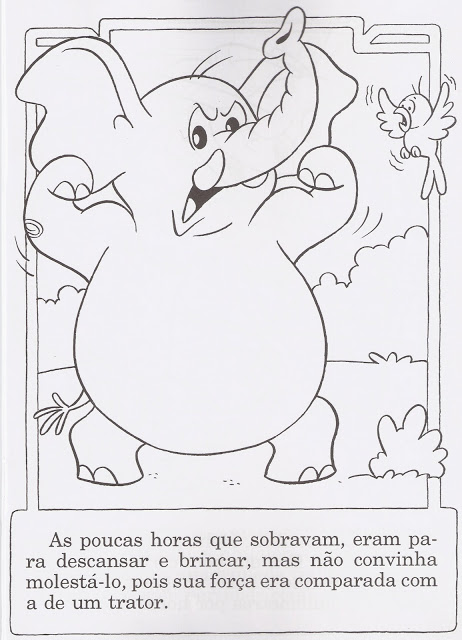 As poucas horas que sobravam, eram pa-
ra descansar e brincar, mas não convinha
molestá-lo, pois sua força era comparada com
a de um trator.